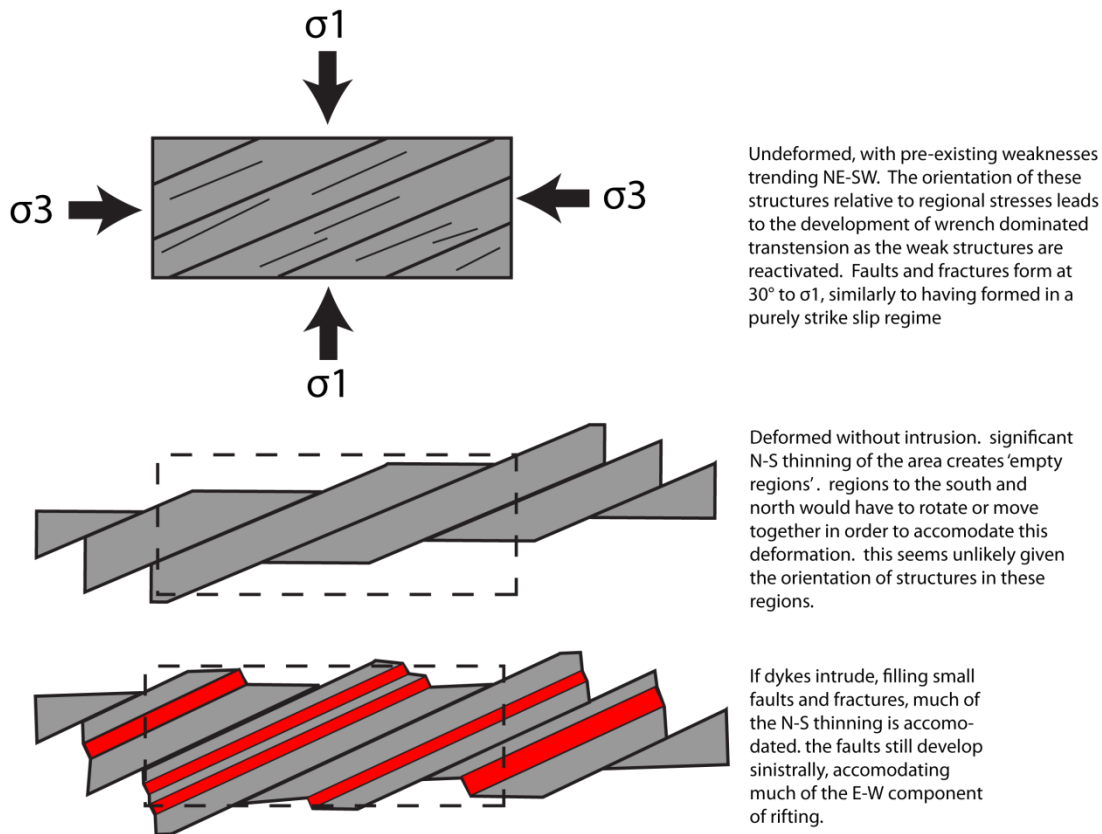 σ1
σ3
σ3
σ1
Undeformed, with pre-existing weaknesses
trending NE-SW.  The orientation of these
structures relative to regional stresses leads
to the development of wrench dominated
transtension as the weak structures are
reactivated.  Faults and fractures form at
30° to σ1, similarly to having formed in a
purely strike slip regime
Deformed without intrusion.  significant
N-S thinning of the area creates ‘empty
regions’ .  regions to the south and
north would have to rotate or move
together in order to accomodate this
deformation.  this seems unlikely given
the orientation of structures in these
regions.
If dykes intrude, filling small
faults and fractures, much of
the N-S thinning is accomo-
dated. the faults still develop
sinistrally, accomodating
much of the E-W component
of rifting.